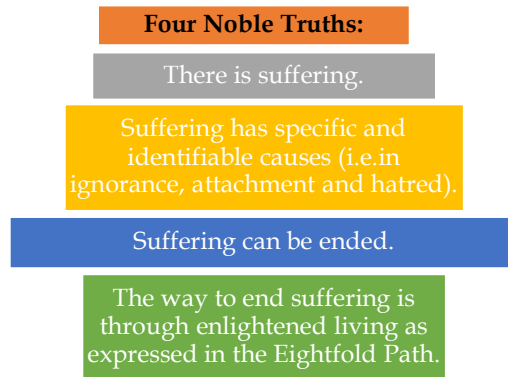 Four Noble Truths:
There is suffering.
Suffering has specific and
identifiable causes (i.e.in
ignorance, attachment and hatred).
Suffering can be ended.
The way to end suffering is
through enlightened living as
expressed in the Eightfold Path.